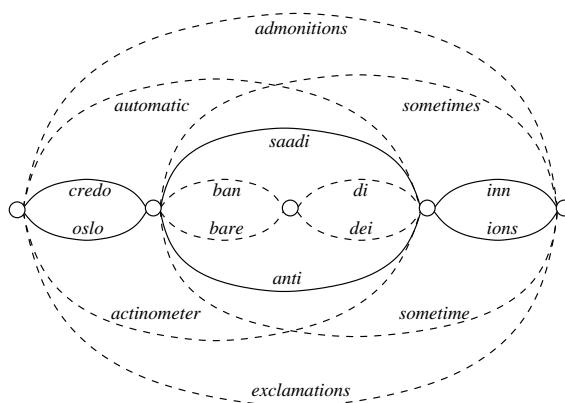 admonitions
automatic sometimes
saadi
credo ban di inn
oslo bare dei ions
anti
actinometer sometime
exclamations